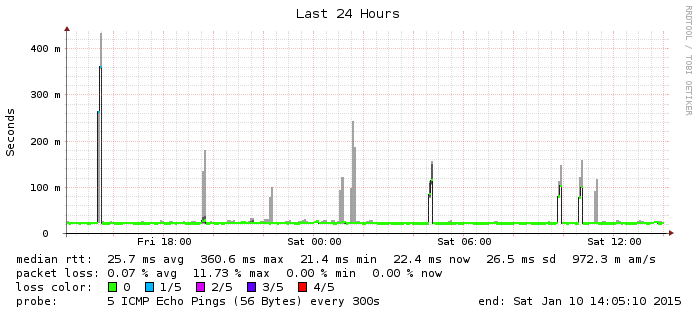 Last 24 Hours
RRDTOOL / TOBI OETIKER
Seconds
400 m
300 m
200 m
100 m
0
Fri 18:00 Sat 00:00 Sat 06:00 Sat 12:00
median rtt: 25.7 ms avg 360.6 ms max 21.4 ms min 22.4 ms now 26.5 ms sd 972.3 m am/s
packet loss: 0.07 % avg 11.73 % max 0.00 % min 0.00 % now
loss color: 0 1/5 2/5 3/5 4/5
probe: 5 ICMP Echo Pings (56 Bytes) every 300s end: Sat Jan 10 14:05:10 2015